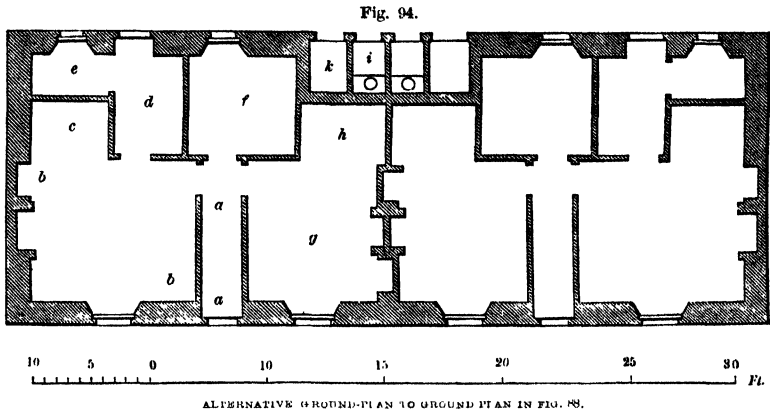 Fig. 94.
k i
e d f
c h
b
a
g
b a
10 5 0 10 15 20 25 30 Ft.
ALTERNATIVE GROUND-PLAN TO GROUND PLAN IN FIG. 88.